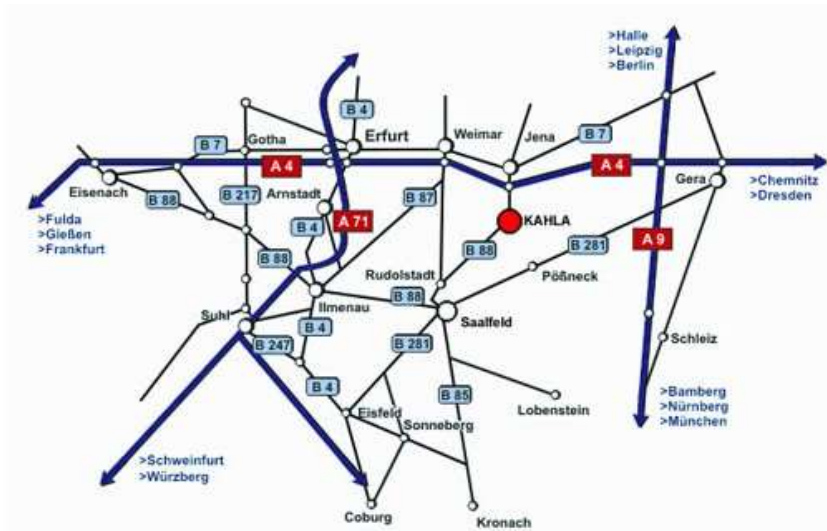 >Halle
>Leipzig
>Berlin
B 4
B 7
Gotha
Erfurt
Weimar
Jena
B 7
A 4
A 4
Eisenach
B 88
B 217
Arnstadt
B 87
Gera
>Chemnitz
>Dresden
>Fulda
>Gießen
>Frankfurt
B 4
A 71
KAHLA
A 9
B 88
B 88
B 281
Rudolstadt
Pößneck
Suhl
Ilmenau
B 88
Saalfeld
B 247
B 4
B 281
Schleiz
B 4
B 85
Lobenstein
>Bamberg
>Nürnberg
>München
Eisfeld
Sonneberg
>Schweinfurt
>Würzberg
Coburg
Kronach